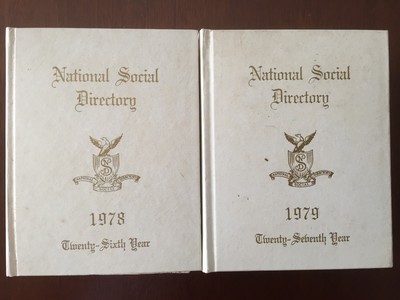 National Social
Directory
1978
Twenty-Sixth Year
National Social
Directory
1979
Twenty-Seventh Year